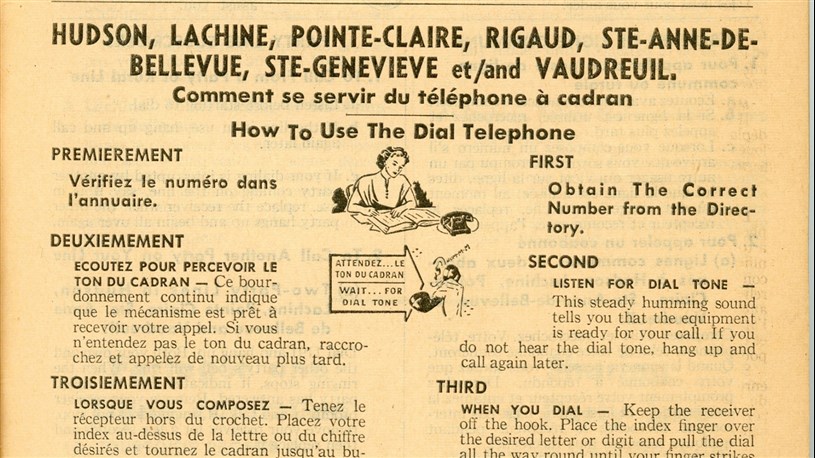 HUDSON, LACHINE, POINTE-CLAIRE, RIGAUD, STE-ANNE-DE-
BELLEVUE, STE-GENEVIEVE et/and VAUDREUIL.
Comment se servir du téléphone à cadran
How To Use The Dial Telephone
PREMIEREMENT
Vérifiez le numéro dans
l'annuaire.
DEUXIEMEMENT
ECOUTEZ POUR PERCEVOIR LE
TON DU CADRAN — Ce bour-
donnement continu indique
que le mécanisme est prêt à
recevoir votre appel. Si vous
n'entendez pas le ton du cadran, raccro-
chez et appelez de nouveau plus tard.
TROISIEMEMENT
LORSQUE VOUS COMPOSEZ — Tenez le
récepteur hors du crochet. Placez votre
index au-dessus de la lettre ou du chiffre
désirés et tournez le cadran jusqu'au bu-
ATTENDEZ...LE
TON DU CADRAN
WAIT...FOR
DIAL TONE
FIRST
Obtain The Correct
Number from the Direc-
tory.
SECOND
LISTEN FOR DIAL TONE —
This steady humming sound
tells you that the equipment
is ready for your call. If you
do not hear the dial tone, hang up and
call again later.
THIRD
WHEN YOU DIAL — Keep the receiver
off the hook. Place the index finger over
the desired letter or digit and pull the dial
all the way round until your finger strikes